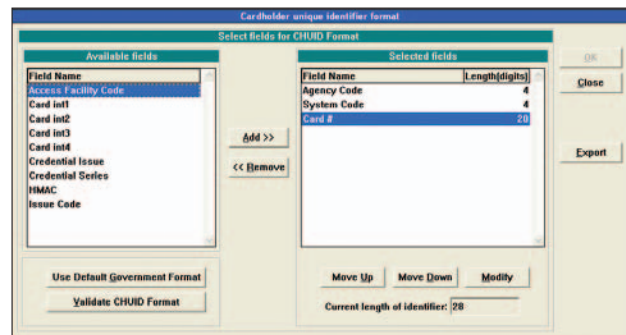 Cardholder unique identifier format
Select fields for CHUID Format
Available fields
Field Name
Access Facility Code
Card int1
Card int2
Card int3
Card int4
Credential Issue
Credential Series
HMAC
Issue Code
Add >>
<< Remove
Selected fields
Field Name Length(digits)
Agency Code 4
System Code 4
Card # 20
OK
Close
Export
Use Default Government Format
Validate CHUID Format
Move Up Move Down Modify
Current length of identifier: 28